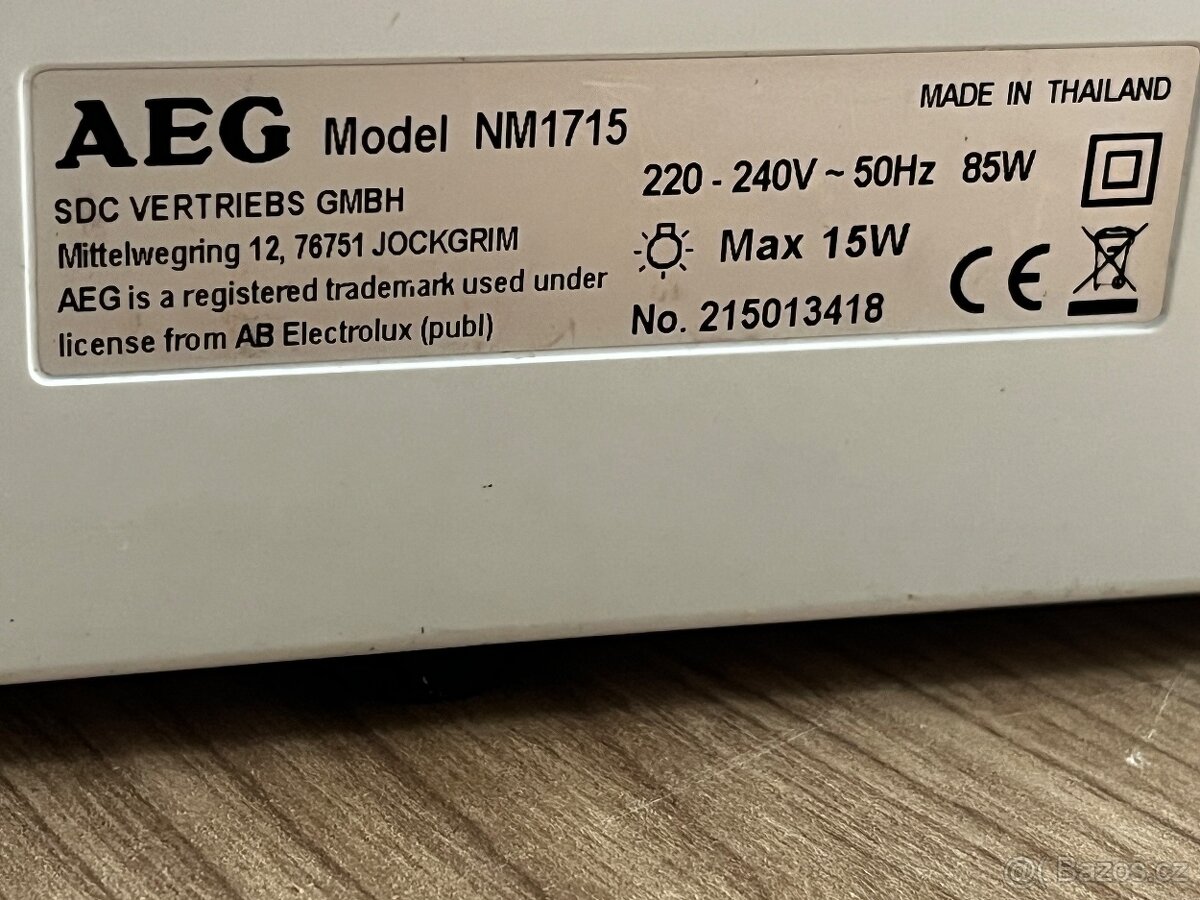 AEG Model NM1715
SDC VERTRIEBS GMBH
Mittelwegring 12, 76751 JOCKGRIM
AEG is a registered trademark used under
license from AB Electrolux (publ)
MADE IN THAILAND
220 - 240V ~ 50Hz 85W
Max 15W
No. 215013418
CE
Bazos.cz